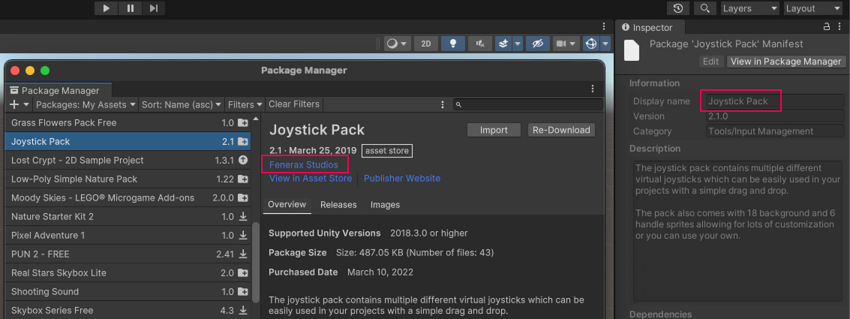 Layers
Layout
2D
Inspector
Package 'Joystick Pack' Manifest
Edit
View in Package Manager
Information
Display name Joystick Pack
Version 2.1.0
Category Tools/Input Management
Description
The joystick pack contains multiple different
virtual joysticks which can be easily used in your
projects with a simple drag and drop.
The pack also comes with 18 background and 6
handle sprites allowing for lots of customization
or you can use your own.
Dependencies
Package Manager
Package Manager
Packages: My Assets
Sort: Name (asc)
Filters
Clear Filters
Grass Flowers Pack Free 1.0
Joystick Pack 2.1
Lost Crypt - 2D Sample Project 1.3.1
Low-Poly Simple Nature Pack 1.22
Moody Skies - LEGO® Microgame Add-ons 2.0.0
Nature Starter Kit 2 1.0
Pixel Adventure 1 1.0
PUN 2 - FREE 2.41
Real Stars Skybox Lite 2.0
Shooting Sound 1.0
Skybox Series Free 4.3
Joystick Pack
Import
Re-Download
2.1 · March 25, 2019 asset store
Fenerax Studios
View in Asset Store
Publisher Website
Overview
Releases
Images
Supported Unity Versions 2018.3.0 or higher
Package Size Size: 487.05 KB (Number of files: 43)
Purchased Date March 10, 2022
The joystick pack contains multiple different virtual joysticks which can be
easily used in your projects with a simple drag and drop.